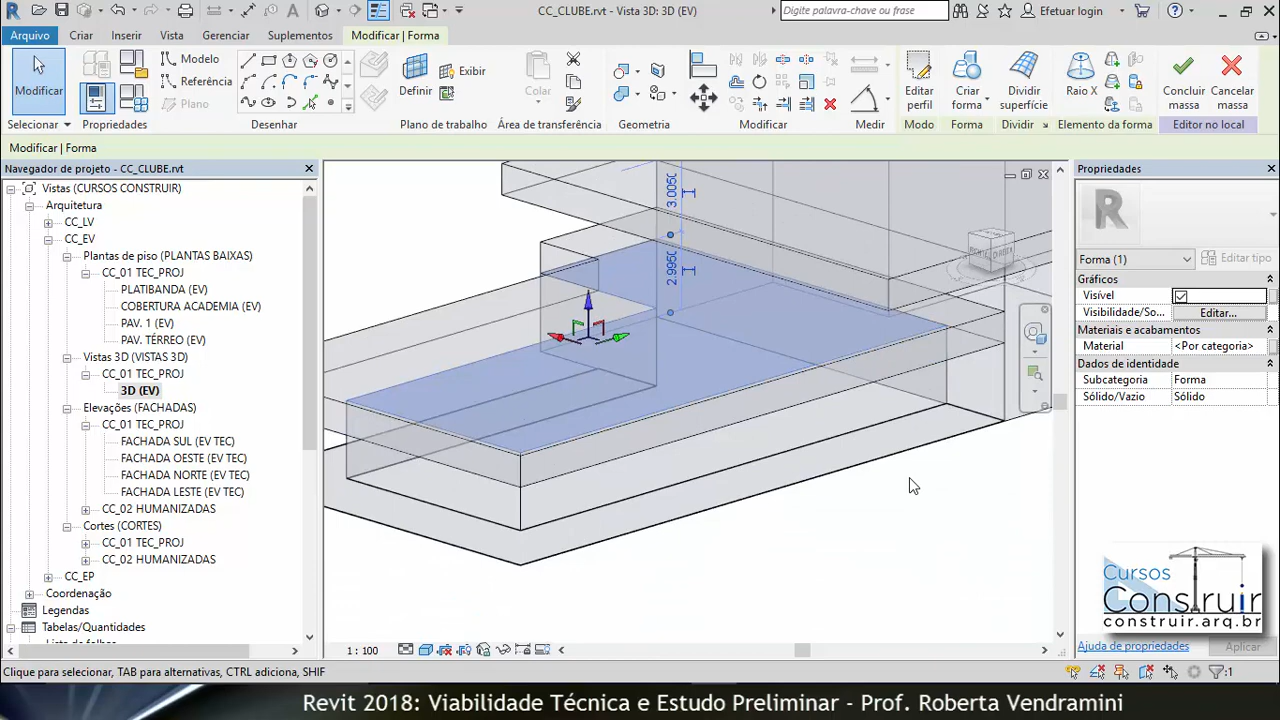 CC_CLUBE.rvt - Vista 3D: 3D (EV)
Digite palavra-chave ou frase
Efetuar login
Arquivo
Criar
Inserir
Vista
Gerenciar
Suplementos
Modificar | Forma
Modificar
Modelo
Referência
Plano
Definir
Exibir
Colar
Editar perfil
Criar forma
Dividir superfície
Raio X
Concluir massa
Cancelar massa
Selecionar
Propriedades
Desenhar
Plano de trabalho
Área de transferência
Geometria
Modificar
Medir
Modo
Forma
Dividir
Elemento da forma
Editor no local
Modificar | Forma
Navegador de projeto - CC_CLUBE.rvt
Vistas (CURSOS CONSTRUIR)
Arquitetura
CC_LV
CC_EV
Plantas de piso (PLANTAS BAIXAS)
CC_01 TEC_PROJ
PLATIBANDA (EV)
COBERTURA ACADEMIA (EV)
PAV. 1 (EV)
PAV. TÉRREO (EV)
Vistas 3D (VISTAS 3D)
CC_01 TEC_PROJ
3D (EV)
Elevações (FACHADAS)
CC_01 TEC_PROJ
FACHADA SUL (EV TEC)
FACHADA OESTE (EV TEC)
FACHADA NORTE (EV TEC)
FACHADA LESTE (EV TEC)
CC_02 HUMANIZADAS
Cortes (CORTES)
CC_01 TEC_PROJ
CC_02 HUMANIZADAS
CC_EP
Coordenação
Legendas
Tabelas/Quantidades
3.0050
2.9950
Propriedades
Forma (1)
Editar tipo
Gráficos
Visível
Visibilidade/So...
Editar...
Materiais e acabamentos
Material
<Por categoria>
Dados de identidade
Subcategoria
Forma
Sólido/Vazio
Sólido
Cursos
Construir
construir.arq.br
Ajuda de propriedades
Aplicar
1 : 100
Clique para selecionar, TAB para alternativas, CTRL adiciona, SHIF
:1
Revit 2018: Viabilidade Técnica e Estudo Preliminar - Prof. Roberta Vendramini